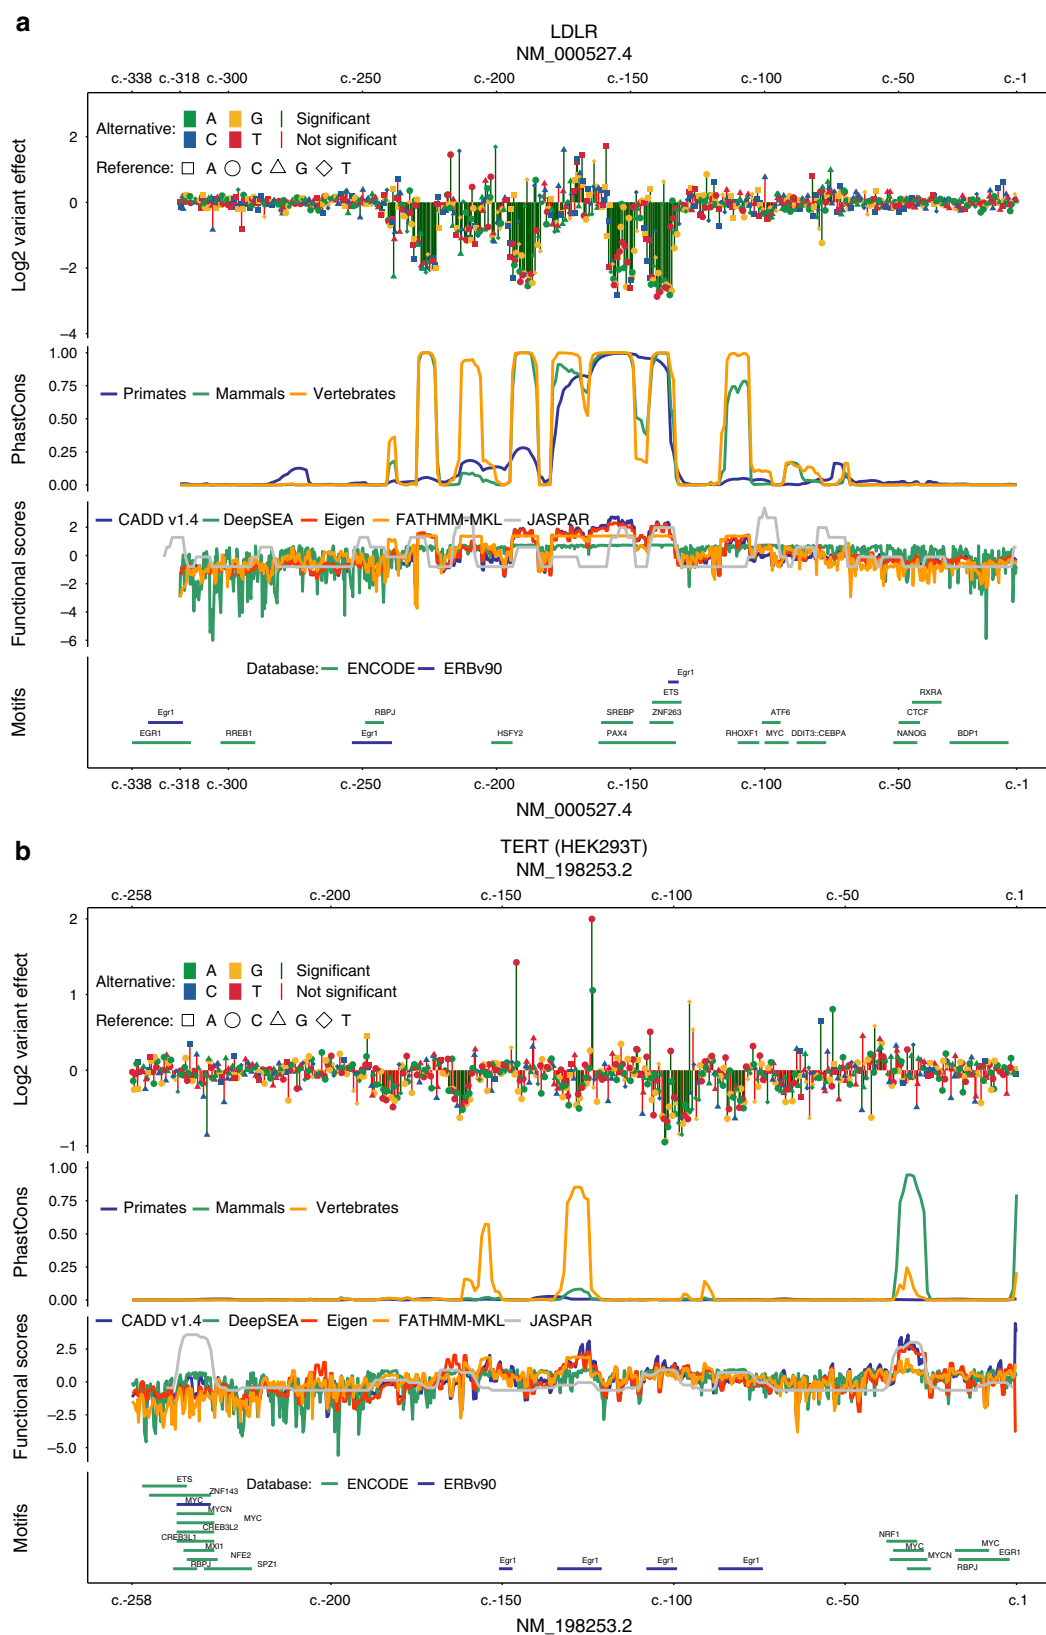 a
LDLR
NM_000527.4
c.-338 c.-318 c.-300 c.-250 c.-200 c.-150 c.-100 c.-50 c.-1
Log2 variant effect
2
0
−2
−4
Alternative: A G Significant
C T Not significant
Reference: A C G T
PhastCons
1.00
0.75
0.50
0.25
0.00
Primates Mammals Vertebrates
Functional scores
2
0
−2
−4
−6
CADD v1.4 DeepSEA Eigen FATHMM-MKL JASPAR
Motifs
Database: ENCODE ERBv90
Egr1
ETS RXRA
Egr1 RBPJ SREBP ZNF263 ATF6 CTCF
EGR1 RREB1 Egr1 HSFY2 PAX4 RHOXF1 MYC DDIT3::CEBPA NANOG BDP1
c.-338 c.-318 c.-300 c.-250 c.-200 c.-150 c.-100 c.-50 c.-1
NM_000527.4
b
TERT (HEK293T)
NM_198253.2
c.-258 c.-200 c.-150 c.-100 c.-50 c.1
Log2 variant effect
2
1
0
−1
Alternative: A G Significant
C T Not significant
Reference: A C G T
PhastCons
1.00
0.75
0.50
0.25
0.00
Primates Mammals Vertebrates
Functional scores
2.5
0.0
−2.5
−5.0
CADD v1.4 DeepSEA Eigen FATHMM-MKL JASPAR
Motifs
Database: ENCODE ERBv90
ETS
ZNF143
MYC
MYCN
MYC
CREB3L2
CREB3L1 NRF1
MXI1 MYC MYC
NFE2 MYCN EGR1
RBPJ SPZ1 Egr1 Egr1 Egr1 Egr1 RBPJ
c.-258 c.-200 c.-150 c.-100 c.-50 c.1
NM_198253.2